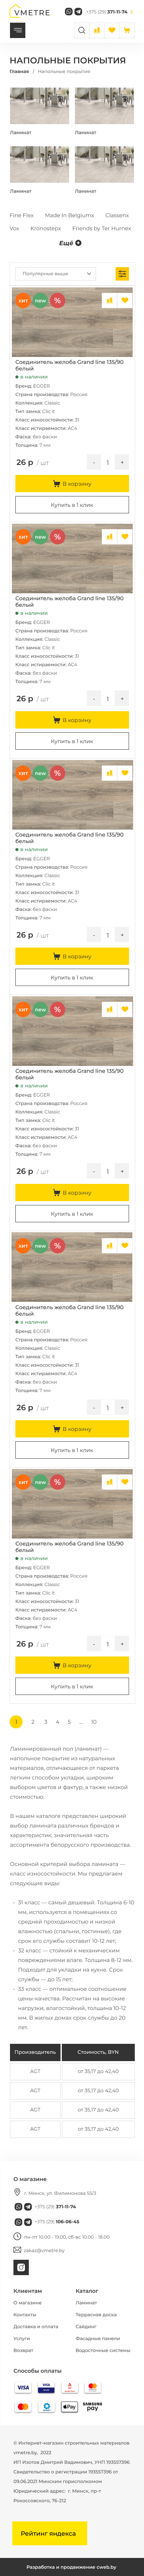 VMETRE
+375 (29) 371-11-74
НАПОЛЬНЫЕ ПОКРЫТИЯ
Главная / Напольные покрытия
Ламинат Ламинат
Ламинат Ламинат
Fine Flex Made In Belgiumx Classenx
Vox Kronostepx Friends by Ter Hurnex
Ещё
Популярные выше
хит new %
Соединитель желоба Grand line 135/90
белый
в наличии
Бренд: EGGER
Страна производства: Россия
Коллекция: Classic
Тип замка: Clic it
Класс износостойкости: 31
Класс истираемости: AC4
Фаска: без фаски
Толщина: 7 мм
26 р / шт - 1 +
В корзину
Купить в 1 клик
хит new %
Соединитель желоба Grand line 135/90
белый
в наличии
Бренд: EGGER
Страна производства: Россия
Коллекция: Classic
Тип замка: Clic it
Класс износостойкости: 31
Класс истираемости: AC4
Фаска: без фаски
Толщина: 7 мм
26 р / шт - 1 +
В корзину
Купить в 1 клик
хит new %
Соединитель желоба Grand line 135/90
белый
в наличии
Бренд: EGGER
Страна производства: Россия
Коллекция: Classic
Тип замка: Clic it
Класс износостойкости: 31
Класс истираемости: AC4
Фаска: без фаски
Толщина: 7 мм
26 р / шт - 1 +
В корзину
Купить в 1 клик
хит new %
Соединитель желоба Grand line 135/90
белый
в наличии
Бренд: EGGER
Страна производства: Россия
Коллекция: Classic
Тип замка: Clic it
Класс износостойкости: 31
Класс истираемости: AC4
Фаска: без фаски
Толщина: 7 мм
26 р / шт - 1 +
В корзину
Купить в 1 клик
хит new %
Соединитель желоба Grand line 135/90
белый
в наличии
Бренд: EGGER
Страна производства: Россия
Коллекция: Classic
Тип замка: Clic it
Класс износостойкости: 31
Класс истираемости: AC4
Фаска: без фаски
Толщина: 7 мм
26 р / шт - 1 +
В корзину
Купить в 1 клик
хит new %
Соединитель желоба Grand line 135/90
белый
в наличии
Бренд: EGGER
Страна производства: Россия
Коллекция: Classic
Тип замка: Clic it
Класс износостойкости: 31
Класс истираемости: AC4
Фаска: без фаски
Толщина: 7 мм
26 р / шт - 1 +
В корзину
Купить в 1 клик
1 2 3 4 5 ... 10
Ламинированный пол (ламинат) —
напольное покрытие из натуральных
материалов, отличающееся от паркета
легким способом укладки, широким
выбором цветов и фактур, а также низкой
стоимостью.
В нашем каталоге представлен широкий
выбор ламината различных брендов и
характеристик, значительная часть
ассортимента белорусского производства.
Основной критерий выбора ламината —
класс износостойкости. Мы предлагаем
следующие виды:
- 31 класс — самый дешевый. Толщина 6-10
мм, используется в помещениях со
средней проходимостью и низкой
влажностью (спальни, гостиные), где
срок его службы составит 10-12 лет;
- 32 класс — стойкий к механическим
повреждениям влаге. Толщина 8-12 мм.
Подходит для укладки на кухне. Срок
службы — до 15 лет;
- 33 класс — оптимальное соотношение
цены-качества. Рассчитан на высокие
нагрузки, влагостойкий, толщина 10-12
мм. В жилых домах срок службы до 20
лет.
Производитель Стоимость, BYN
AGT от 35,17 до 42,40
AGT от 35,17 до 42,40
AGT от 35,17 до 42,40
AGT от 35,17 до 42,40
О магазине
г. Минск, ул. Филимонова 55/3
+375 (29) 371-11-74
+375 (29) 106-06-45
пн-пт 10.00 - 19.00, сб-вс 10.00 - 18.00
zakaz@vmetre.by
Клиентам Каталог
О магазине Ламинат
Контакты Террасная доска
Доставка и оплата Сайдинг
Услуги Фасадные панели
Возврат Водосточные системы
Способы оплаты
VISA
Pay SAMSUNG pay
© Интернет-магазин строительных материалов
vmetre.by, 2022
ИП Изотов Дмитрий Вадимович, УНП 193557396
Свидетельство о регистрации 193557396 от
09.06.2021 Минским горисполкомом
Юридический адрес: г. Минск, пр-т
Рокоссовского, 76-212
Рейтинг яндекса
Разработка и продвижение cweb.by